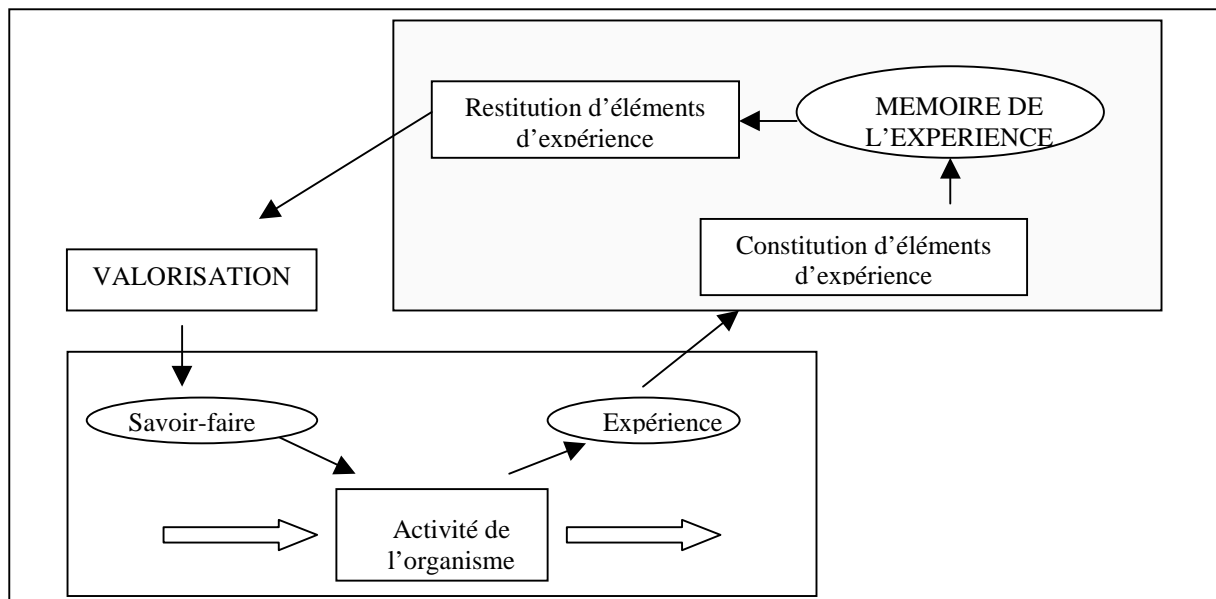 Restitution d’éléments
d’expérience
MEMOIRE DE
L’EXPERIENCE
Constitution d’éléments
d’expérience
VALORISATION
Savoir-faire
Expérience
Activité de
l’organisme